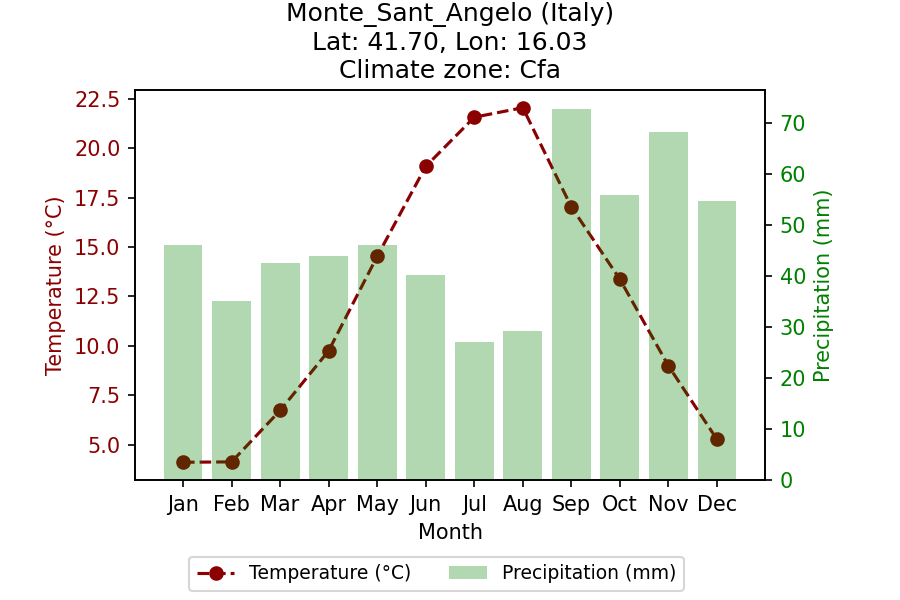 Monte_Sant_Angelo (Italy)
Lat: 41.70, Lon: 16.03
Climate zone: Cfa
Temperature (°C)
22.5
20.0
17.5
15.0
12.5
10.0
7.5
5.0
Precipitation (mm)
70
60
50
40
30
20
10
0
Jan Feb Mar Apr May Jun Jul Aug Sep Oct Nov Dec
Month
Temperature (°C) Precipitation (mm)